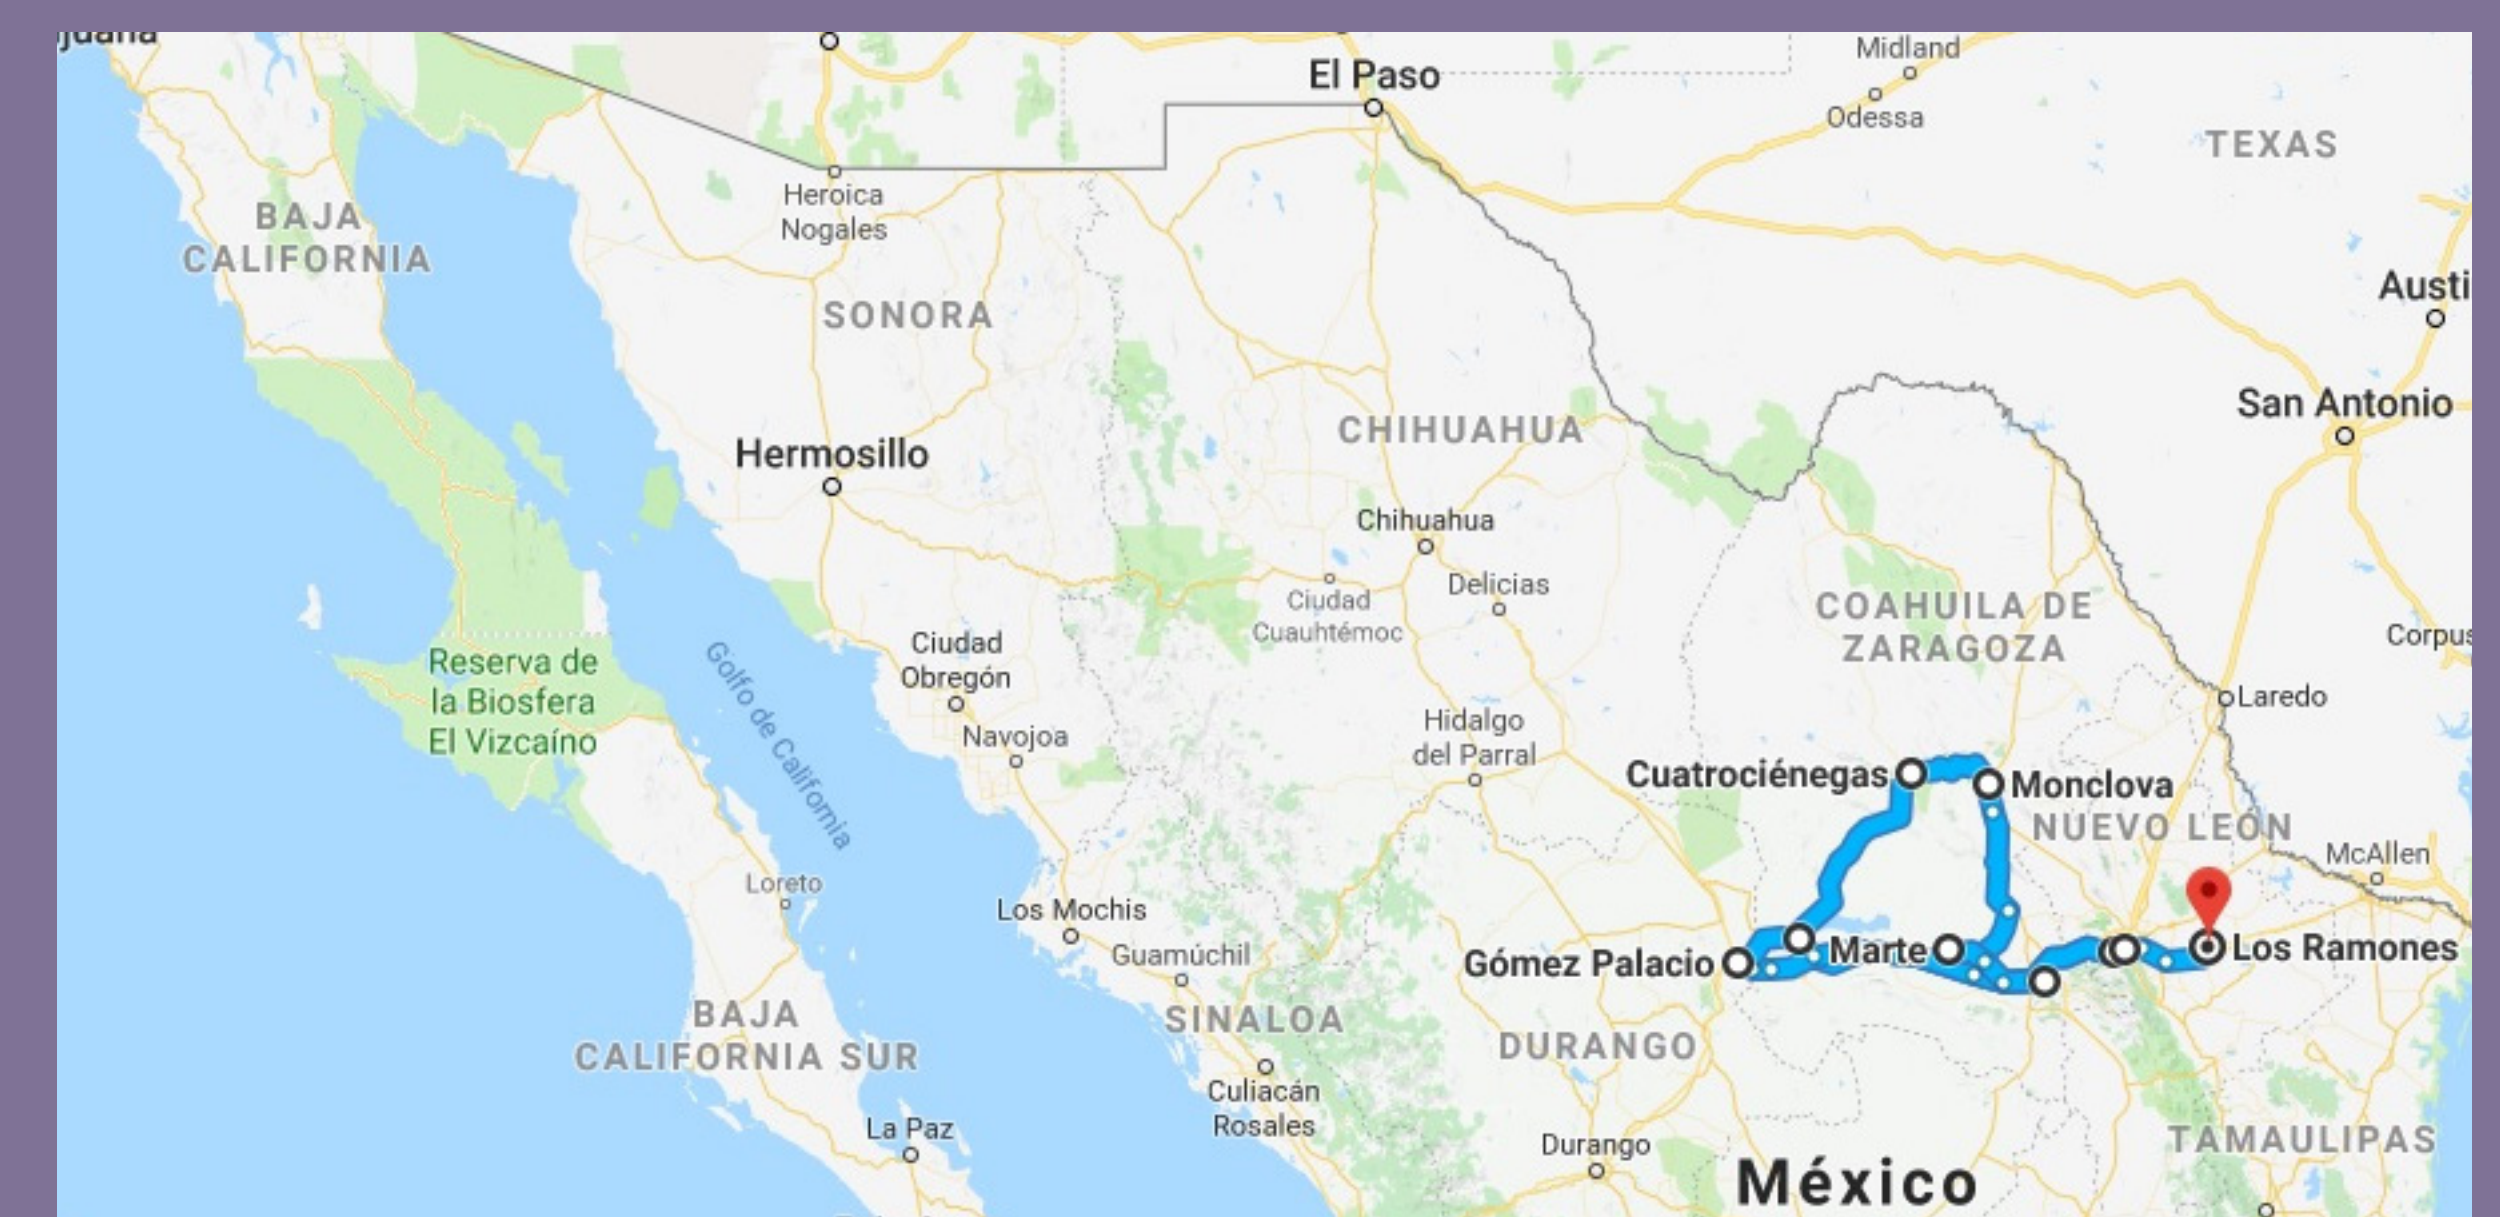 El Paso
Midland
Odessa
TEXAS
Heroica
Nogales
BAJA
CALIFORNIA
SONORA
Austi
San Antonio
CHIHUAHUA
Hermosillo
Chihuahua
Delicias
Ciudad
Cuauhtémoc
COAHUILA DE
ZARAGOZA
Corpus
Ciudad
Obregón
Golfo de California
Reserva de
la Biosfera
El Vizcaíno
Navojoa
Hidalgo
del Parral
Laredo
Cuatrociénegas
Monclova
NUEVO LEÓN
McAllen
Loreto
Los Mochis
Guamúchil
Gómez Palacio
Marte
Los Ramones
BAJA
CALIFORNIA SUR
SINALOA
DURANGO
Culiacán
Rosales
La Paz
Durango
TAMAULIPAS
México